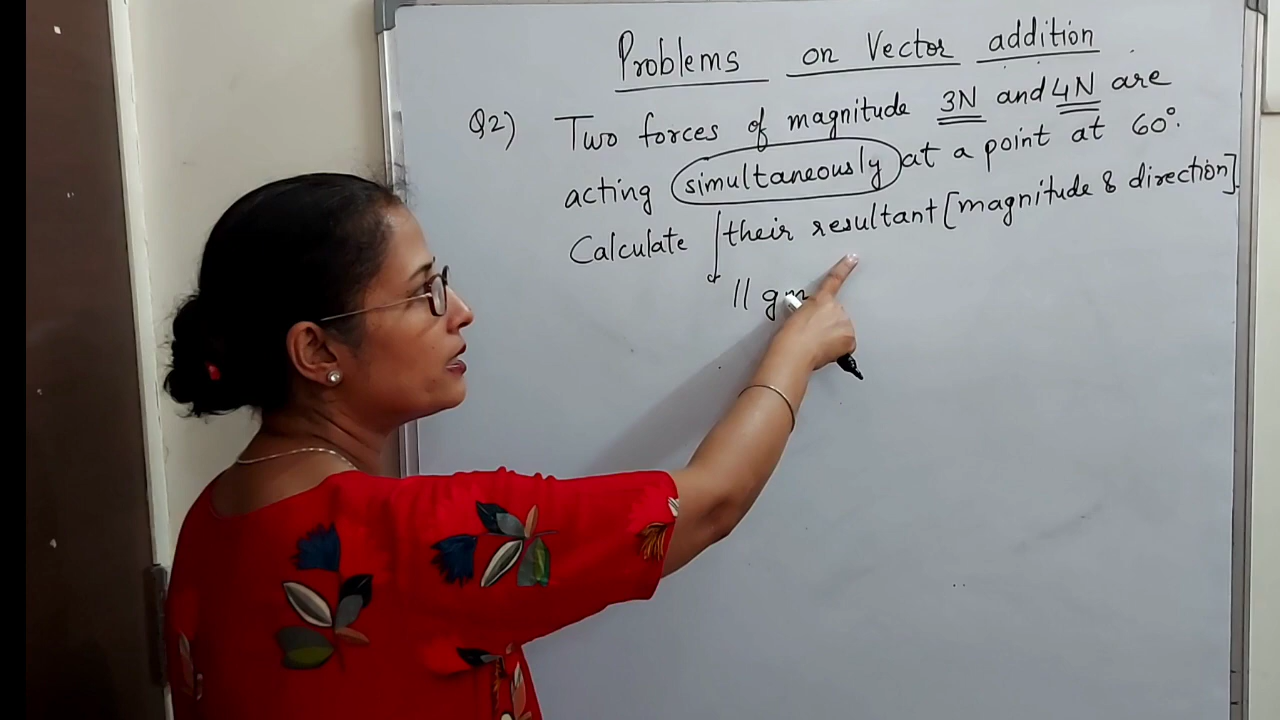 Problems on Vector addition
Q2) Two forces of magnitude 3N and 4N are
acting simultaneously at a point at 60°.
Calculate their resultant [magnitude & direction].
|| gm